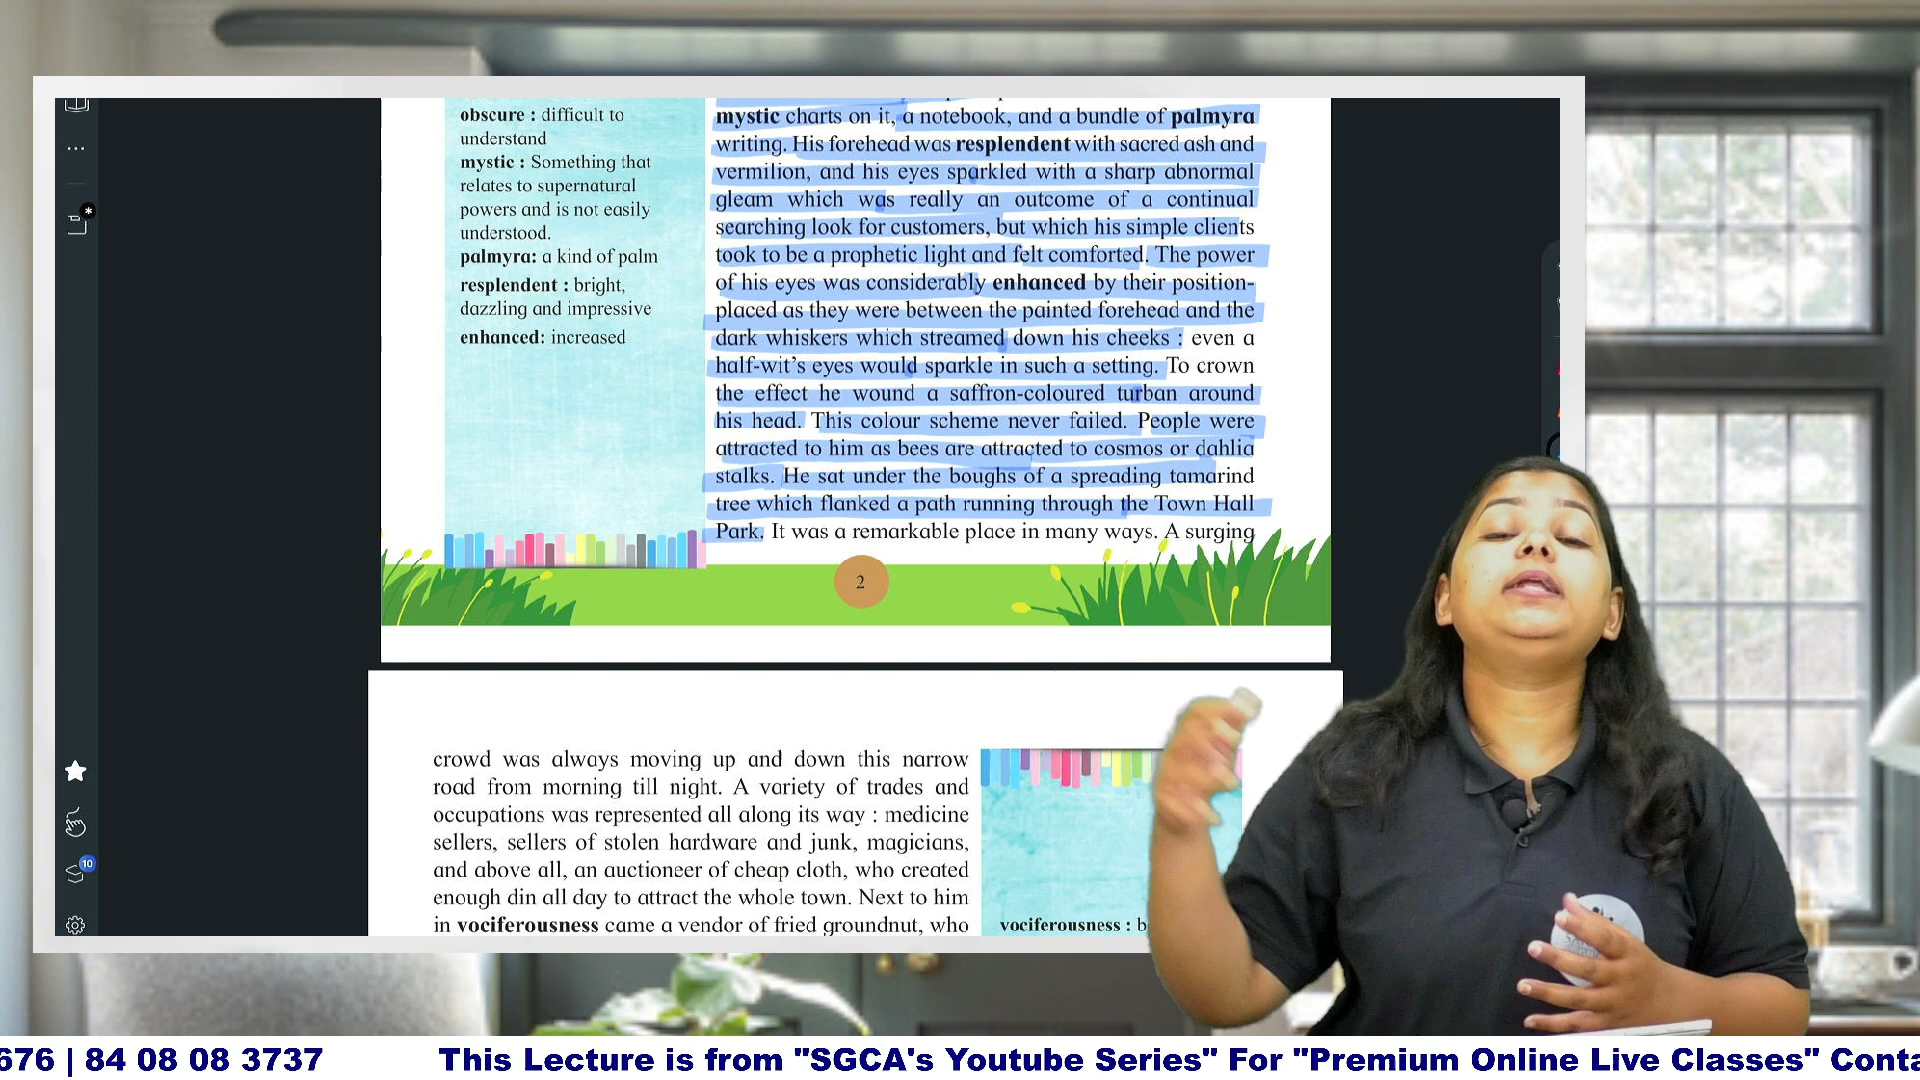 obscure : difficult to
understand
mystic : Something that
relates to supernatural
powers and is not easily
understood.
palmyra: a kind of palm
resplendent : bright,
dazzling and impressive
enhanced: increased
mystic charts on it, a notebook, and a bundle of palmyra
writing. His forehead was resplendent with sacred ash and
vermilion, and his eyes sparkled with a sharp abnormal
gleam which was really an outcome of a continual
searching look for customers, but which his simple clients
took to be a prophetic light and felt comforted. The power
of his eyes was considerably enhanced by their position-
placed as they were between the painted forehead and the
dark whiskers which streamed down his cheeks : even a
half-wit's eyes would sparkle in such a setting. To crown
the effect he wound a saffron-coloured turban around
his head. This colour scheme never failed. People were
attracted to him as bees are attracted to cosmos or dahlia
stalks. He sat under the boughs of a spreading tamarind
tree which flanked a path running through the Town Hall
Park. It was a remarkable place in many ways. A surging
2
crowd was always moving up and down this narrow
road from morning till night. A variety of trades and
occupations was represented all along its way : medicine
sellers, sellers of stolen hardware and junk, magicians,
and above all, an auctioneer of cheap cloth, who created
enough din all day to attract the whole town. Next to him
in vociferousness came a vendor of fried groundnut, who
vociferousness : b
10
676 | 84 08 08 3737 This Lecture is from "SGCA's Youtube Series" For "Premium Online Live Classes" Conta